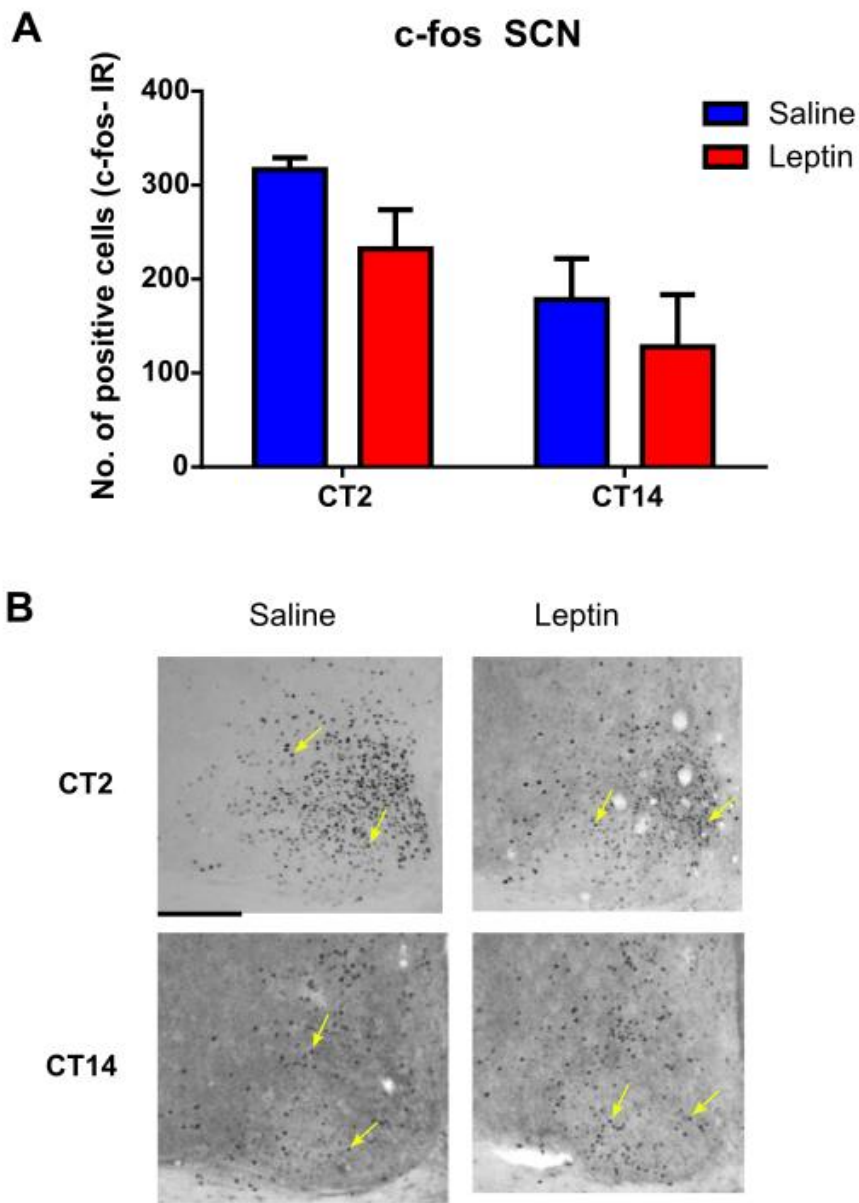 A
c-fos SCN
No. of positive cells (c-fos- IR)
400
300
200
100
0
Saline
Leptin
CT2
CT14
B
Saline
Leptin
CT2
CT14